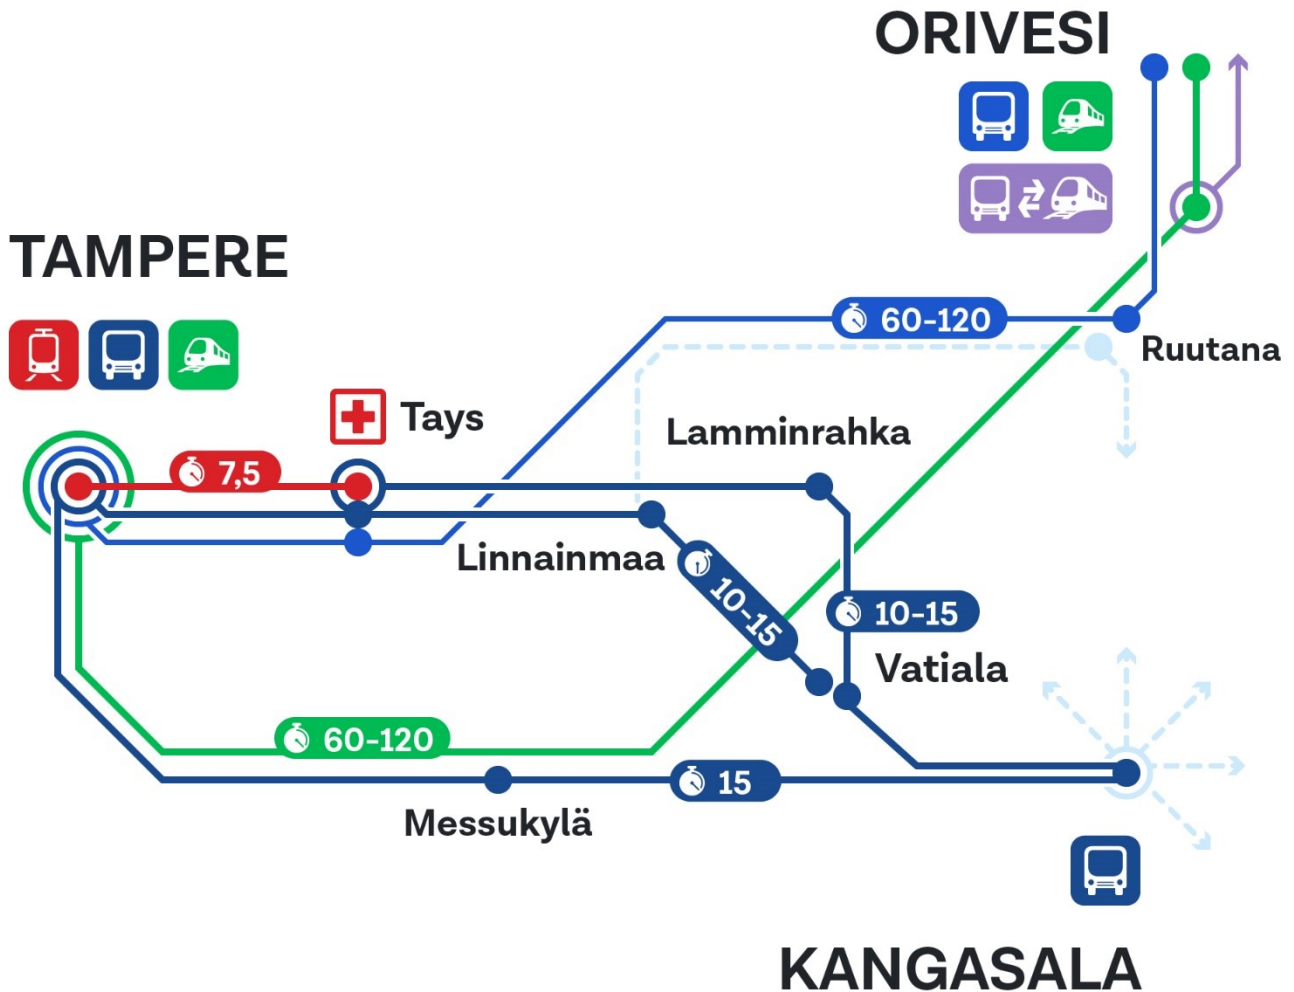 ORIVESI
TAMPERE
60-120
Ruutana
Tays
Lamminrahka
7,5
Linnainmaa
10-15
10-15
Vatiala
60-120
15
Messukylä
KANGASALA